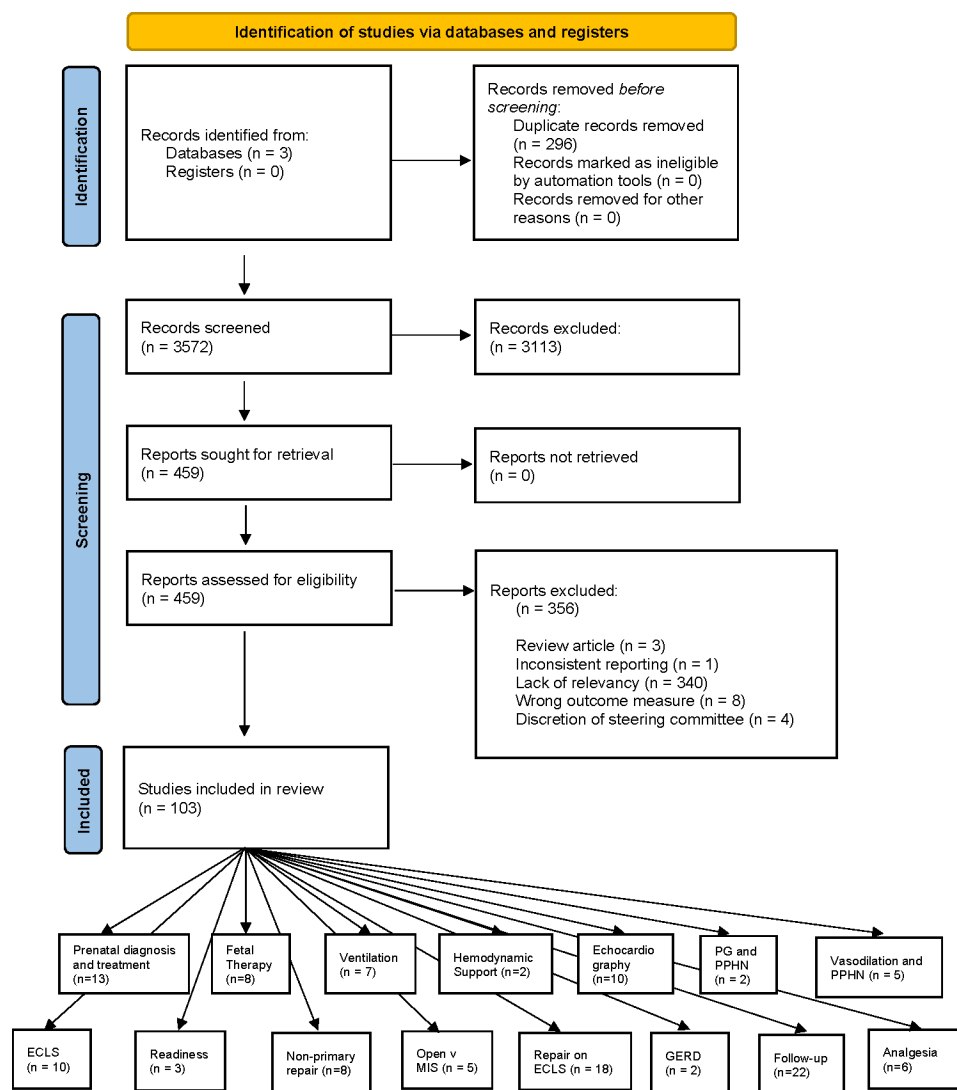 Identification of studies via databases and registers
Identification
Records identified from:
Databases (n = 3)
Registers (n = 0)
Records removed before
screening:
Duplicate records removed
(n = 296)
Records marked as ineligible
by automation tools (n = 0)
Records removed for other
reasons (n = 0)
Screening
Records screened
(n = 3572)
Records excluded:
(n = 3113)
Reports sought for retrieval
(n = 459)
Reports not retrieved
(n = 0)
Reports assessed for eligibility
(n = 459)
Reports excluded:
(n = 356)
Review article (n = 3)
Inconsistent reporting (n = 1)
Lack of relevancy (n = 340)
Wrong outcome measure (n = 8)
Discretion of steering committee (n = 4)
Included
Studies included in review
(n = 103)
Prenatal diagnosis
and treatment
(n=13)
Fetal
Therapy
(n=8)
Ventilation
(n = 7)
Hemodynamic
Support (n=2)
Echocardio
graphy
(n=10)
PG and
PPHN
(n = 2)
Vasodilation and
PPHN (n = 5)
ECLS
(n = 10)
Readiness
(n = 3)
Non-primary
repair (n=8)
Open v
MIS (n = 5)
Repair on
ECLS (n = 18)
GERD
(n = 2)
Follow-up
(n=22)
Analgesia
(n=6)